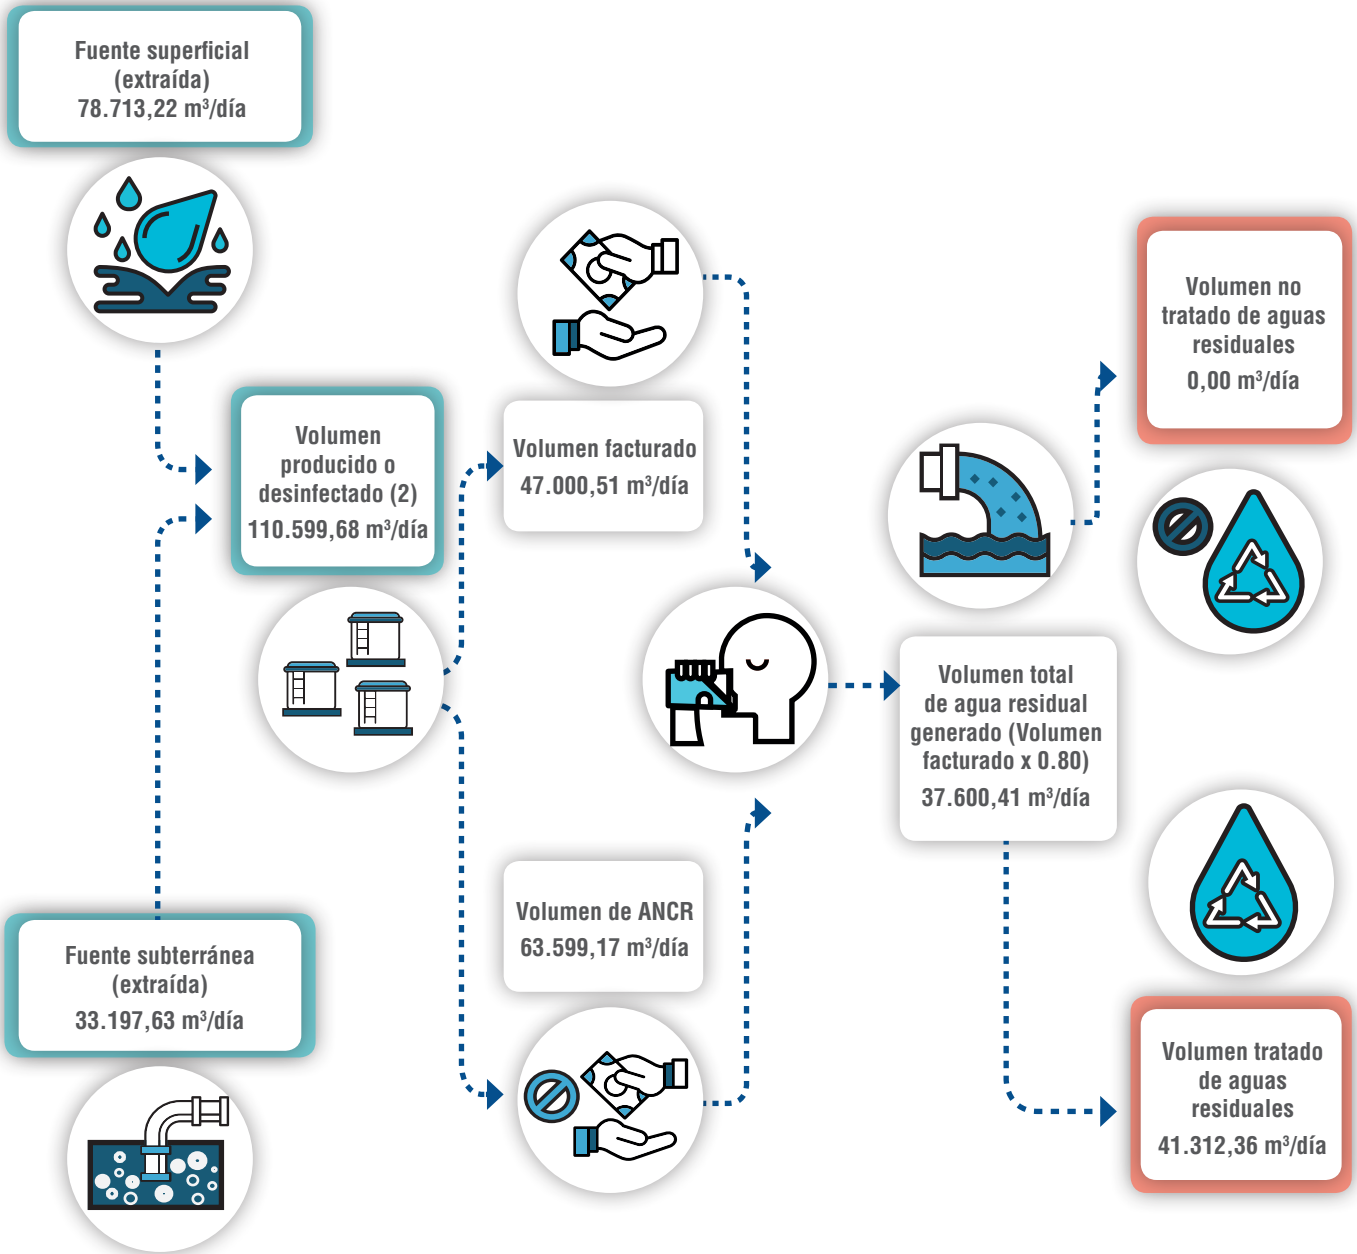 Fuente superficial
(extraída)
78.713,22 m³/día
Volumen
producido o
desinfectado (2)
110.599,68 m³/día
Fuente subterránea
(extraída)
33.197,63 m³/día
Volumen facturado
47.000,51 m³/día
Volumen de ANCR
63.599,17 m³/día
Volumen total
de agua residual
generado (Volumen
facturado x 0.80)
37.600,41 m³/día
Volumen no
tratado de aguas
residuales
0,00 m³/día
Volumen tratado
de aguas
residuales
41.312,36 m³/día